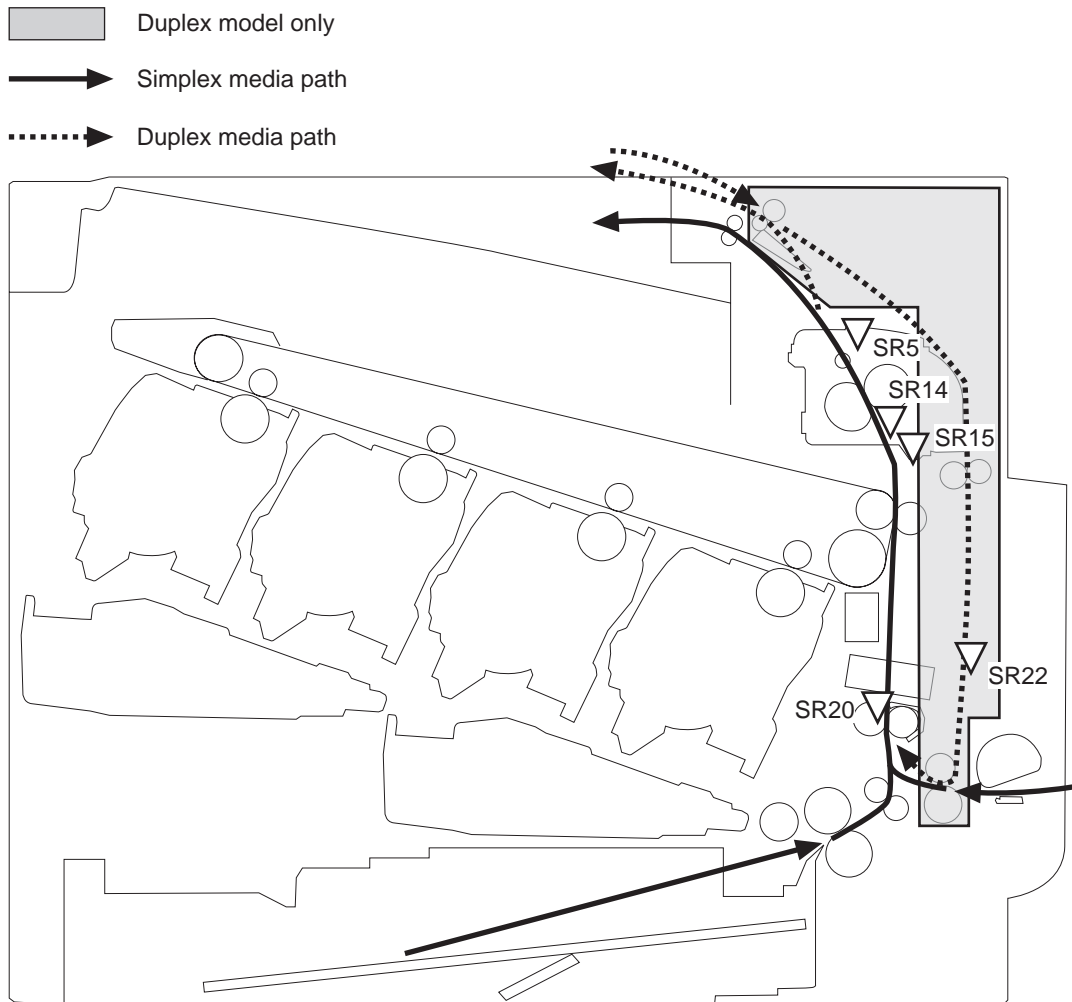 Duplex model only
Simplex media path
Duplex media path
SR5
SR14
SR15
SR22
SR20